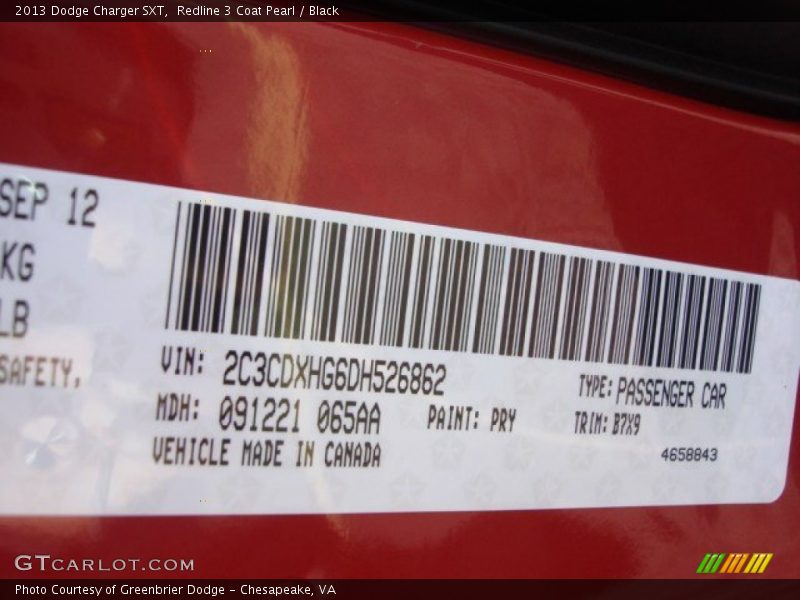 2013 Dodge Charger SXT, Redline 3 Coat Pearl / Black
SEP 12
KG
LB
SAFETY.
VIN: 2C3CDXHG6DH526862
TYPE: PASSENGER CAR
MDH: 091221 065AA
PAINT: PRY
TRIM: B7X9
VEHICLE MADE IN CANADA
4658843
GTCARLOT.COM
Photo Courtesy of Greenbrier Dodge - Chesapeake, VA